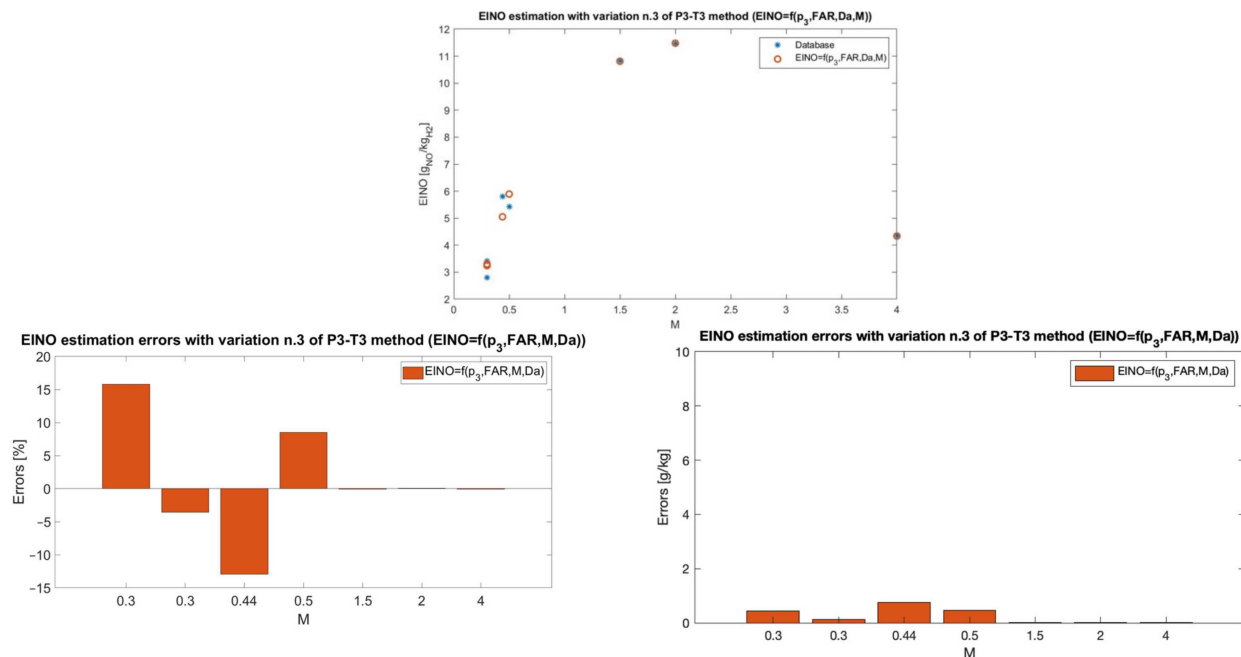 EINO estimation with variation n.3 of P3-T3 method (EINO=f(p₃,FAR,Da,M))
12
11
10
9
8
7
6
5
4
3
2
EINO [g_NO/kg_H2]
Database
EINO=f(p₃,FAR,Da,M)
0 0.5 1 1.5 2 2.5 3 3.5 4
M
EINO estimation errors with variation n.3 of P3-T3 method (EINO=f(p₃,FAR,M,Da))
20
15
10
5
0
−5
−10
−15
Errors [%]
EINO=f(p₃,FAR,M,Da)
0.3 0.3 0.44 0.5 1.5 2 4
M
EINO estimation errors with variation n.3 of P3-T3 method (EINO=f(p₃,FAR,M,Da))
10
8
6
4
2
0
Errors [g/kg]
EINO=f(p₃,FAR,M,Da)
0.3 0.3 0.44 0.5 1.5 2 4
M